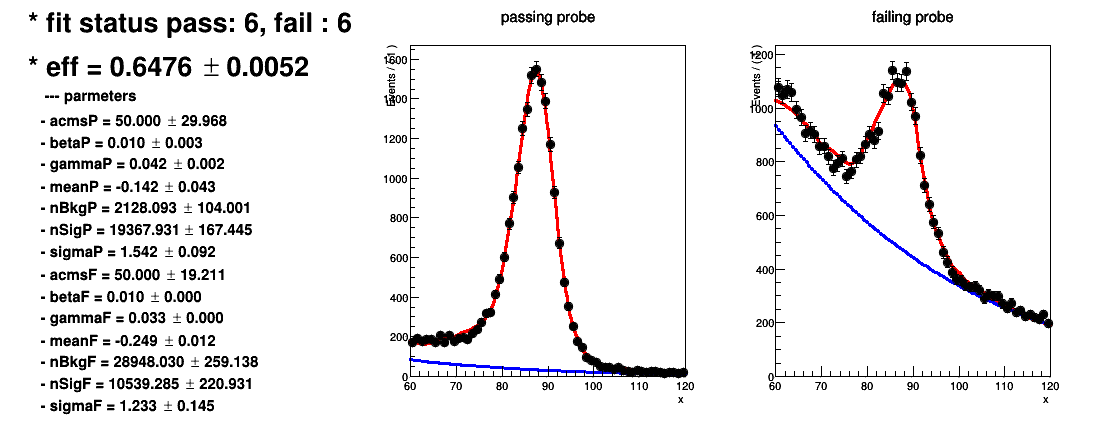 * fit status pass: 6, fail : 6
* eff = 0.6476 ± 0.0052
--- parmeters
- acmsP = 50.000 ± 29.968
- betaP = 0.010 ± 0.003
- gammaP = 0.042 ± 0.002
- meanP = -0.142 ± 0.043
- nBkgP = 2128.093 ± 104.001
- nSigP = 19367.931 ± 167.445
- sigmaP = 1.542 ± 0.092
- acmsF = 50.000 ± 19.211
- betaF = 0.010 ± 0.000
- gammaF = 0.033 ± 0.000
- meanF = -0.249 ± 0.012
- nBkgF = 28948.030 ± 259.138
- nSigF = 10539.285 ± 220.931
- sigmaF = 1.233 ± 0.145
passing probe
Events / ( 1 )
1600
1400
1200
1000
800
600
400
200
0
60 70 80 90 100 110 120
x
failing probe
Events / ( 1 )
1200
1000
800
600
400
200
0
60 70 80 90 100 110 120
x